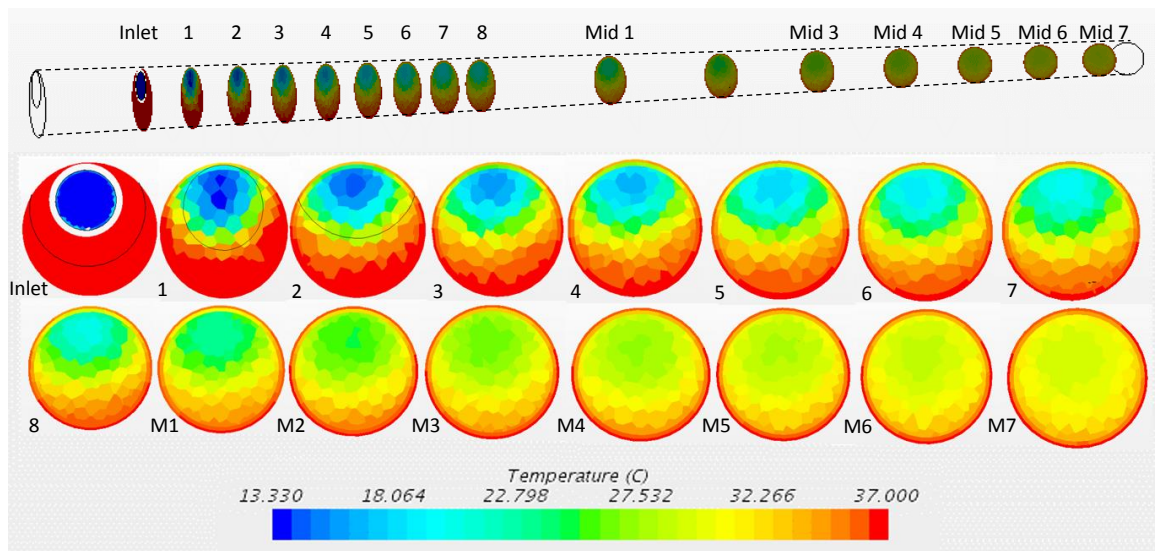 Inlet 1 2 3 4 5 6 7 8 Mid 1 Mid 3 Mid 4 Mid 5 Mid 6 Mid 7
Inlet 1 2 3 4 5 6 7
8 M1 M2 M3 M4 M5 M6 M7
Temperature (C)
13.330 18.064 22.798 27.532 32.266 37.000